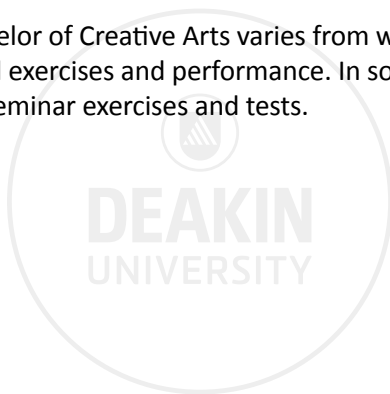 elor of Creative Arts varies from w
exercises and performance. In so
eminar exercises and tests.
DEAKIN
UNIVERSITY